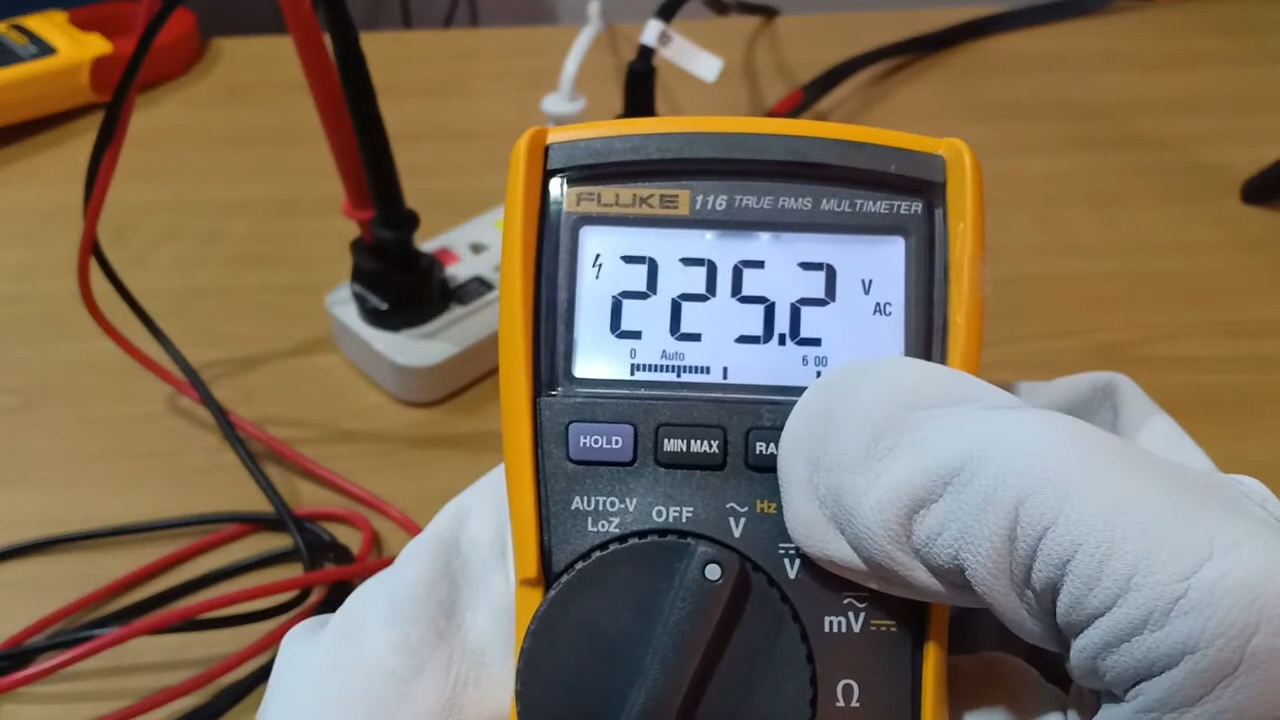 FLUKE 116 TRUE RMS MULTIMETER
225.2 V AC
0 Auto 600
HOLD MIN MAX RA
AUTO-V LoZ
OFF
Ṽ Hz
V
mV
Ω